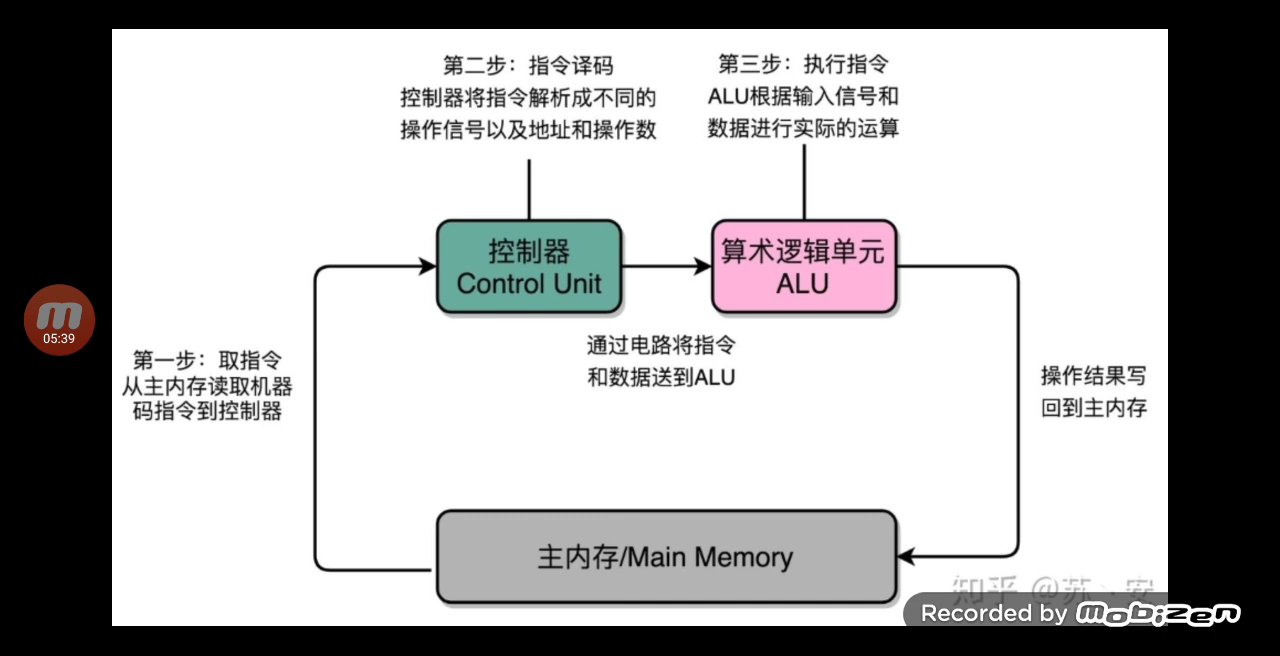 第二步：指令译码
控制器将指令解析成不同的
操作信号以及地址和操作数
第三步：执行指令
ALU根据输入信号和
数据进行实际的运算
控制器
Control Unit
算术逻辑单元
ALU
通过电路将指令
和数据送到ALU
05:39
第一步：取指令
从主内存读取机器
码指令到控制器
操作结果写
回到主内存
主内存/Main Memory
知乎 @苏丶安
Recorded by mobizen